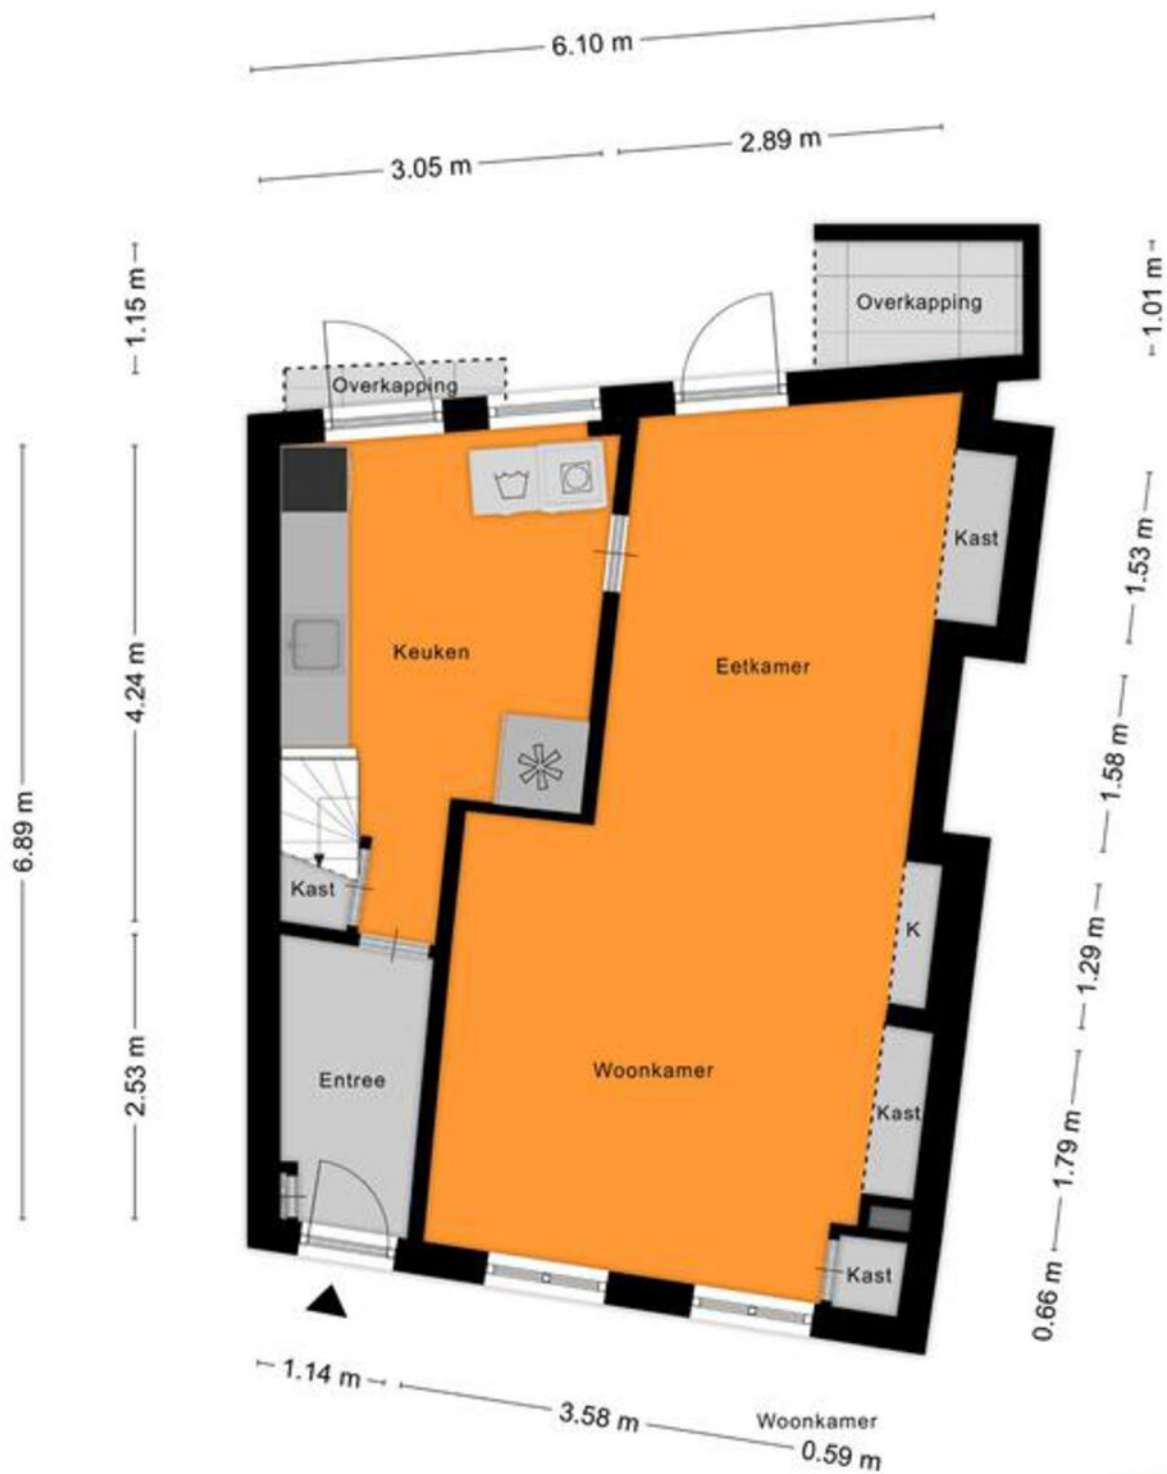 6.10 m
3.05 m
2.89 m
1.15 m
1.01 m
Overkapping
Overkapping
Kast
1.53 m
Keuken
Eetkamer
4.24 m
1.58 m
6.89 m
Kast
K
1.29 m
Entree
Woonkamer
2.53 m
Kast
1.79 m
Kast
0.66 m
1.14 m
3.58 m
Woonkamer
0.59 m